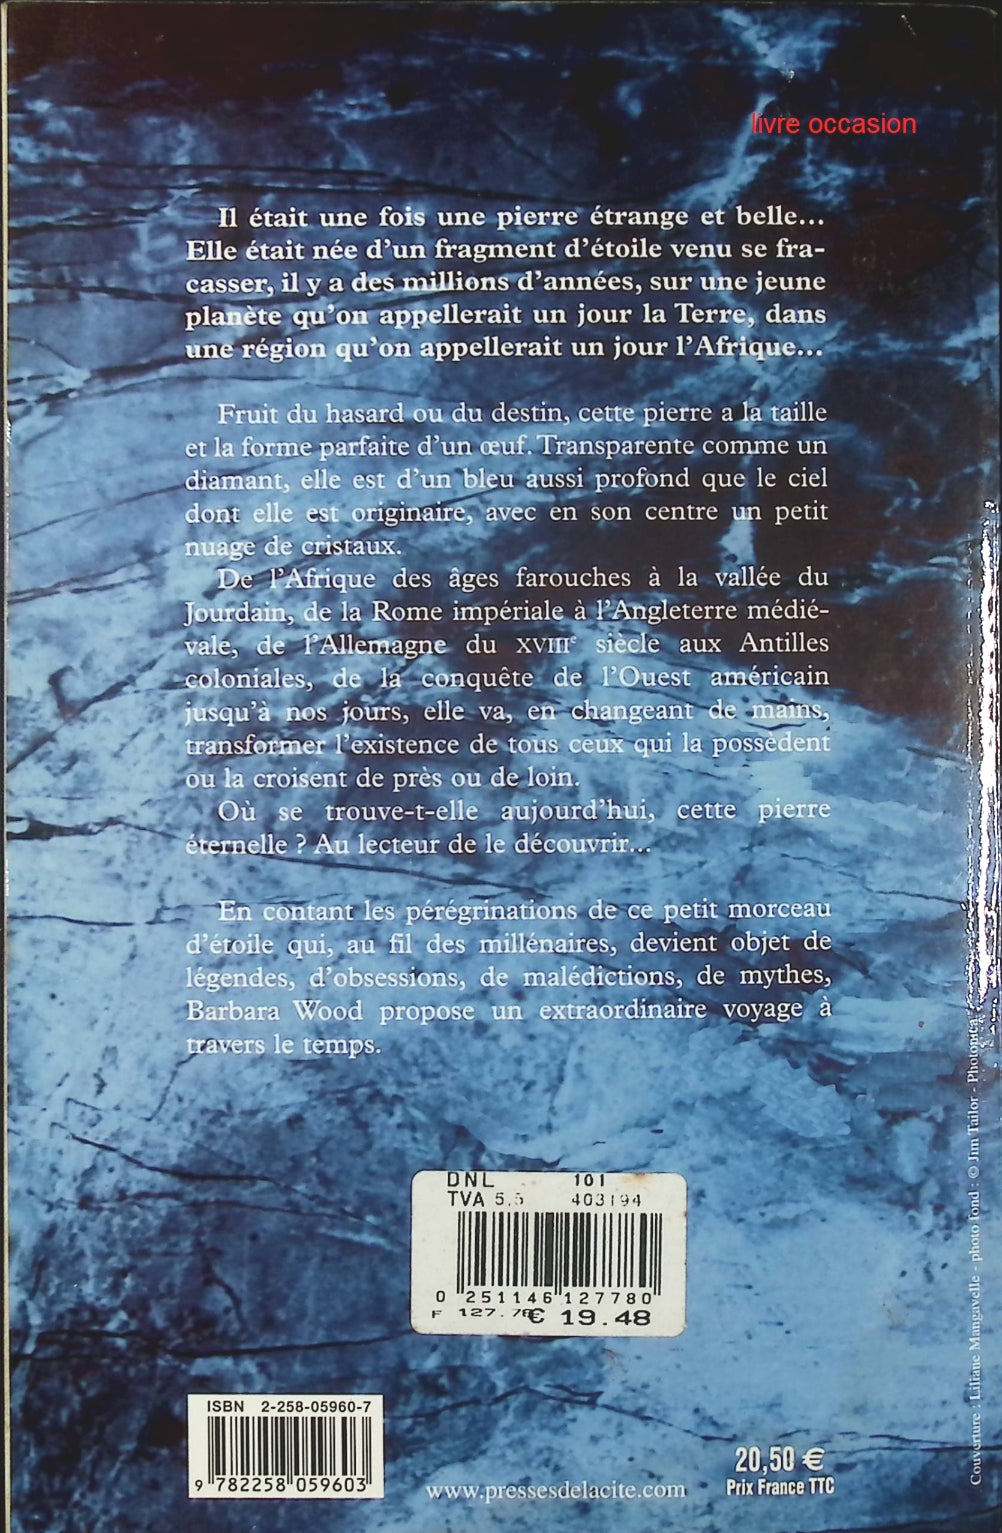 livre occasion
Il était une fois une pierre étrange et belle...
Elle était née d'un fragment d'étoile venu se fra-
casser, il y a des millions d'années, sur une jeune
planète qu'on appellerait un jour la Terre, dans
une région qu'on appellerait un jour l'Afrique...
Fruit du hasard ou du destin, cette pierre a la taille
et la forme parfaite d'un œuf. Transparente comme un
diamant, elle est d'un bleu aussi profond que le ciel
dont elle est originaire, avec en son centre un petit
nuage de cristaux.
De l'Afrique des âges farouches à la vallée du
Jourdain, de la Rome impériale à l'Angleterre médié-
vale, de l'Allemagne du XVIIIe siècle aux Antilles
coloniales, de la conquête de l'Ouest américain
jusqu'à nos jours, elle va, en changeant de mains,
transformer l'existence de tous ceux qui la possèdent
ou la croisent de près ou de loin.
Où se trouve-t-elle aujourd'hui, cette pierre
éternelle ? Au lecteur de le découvrir...
En contant les pérégrinations de ce petit morceau
d'étoile qui, au fil des millénaires, devient objet de
légendes, d'obsessions, de malédictions, de mythes,
Barbara Wood propose un extraordinaire voyage à
travers le temps.
DNL 101
TVA 5,5 403194
0 251146 127780
F 127.78 € 19.48
ISBN 2-258-05960-7
9 782258 059603
www.pressesdelacite.com
20,50 €
Prix France TTC
Couverture : Liliane Mangavelle - photo fond : © Jim Tailor - Photonica